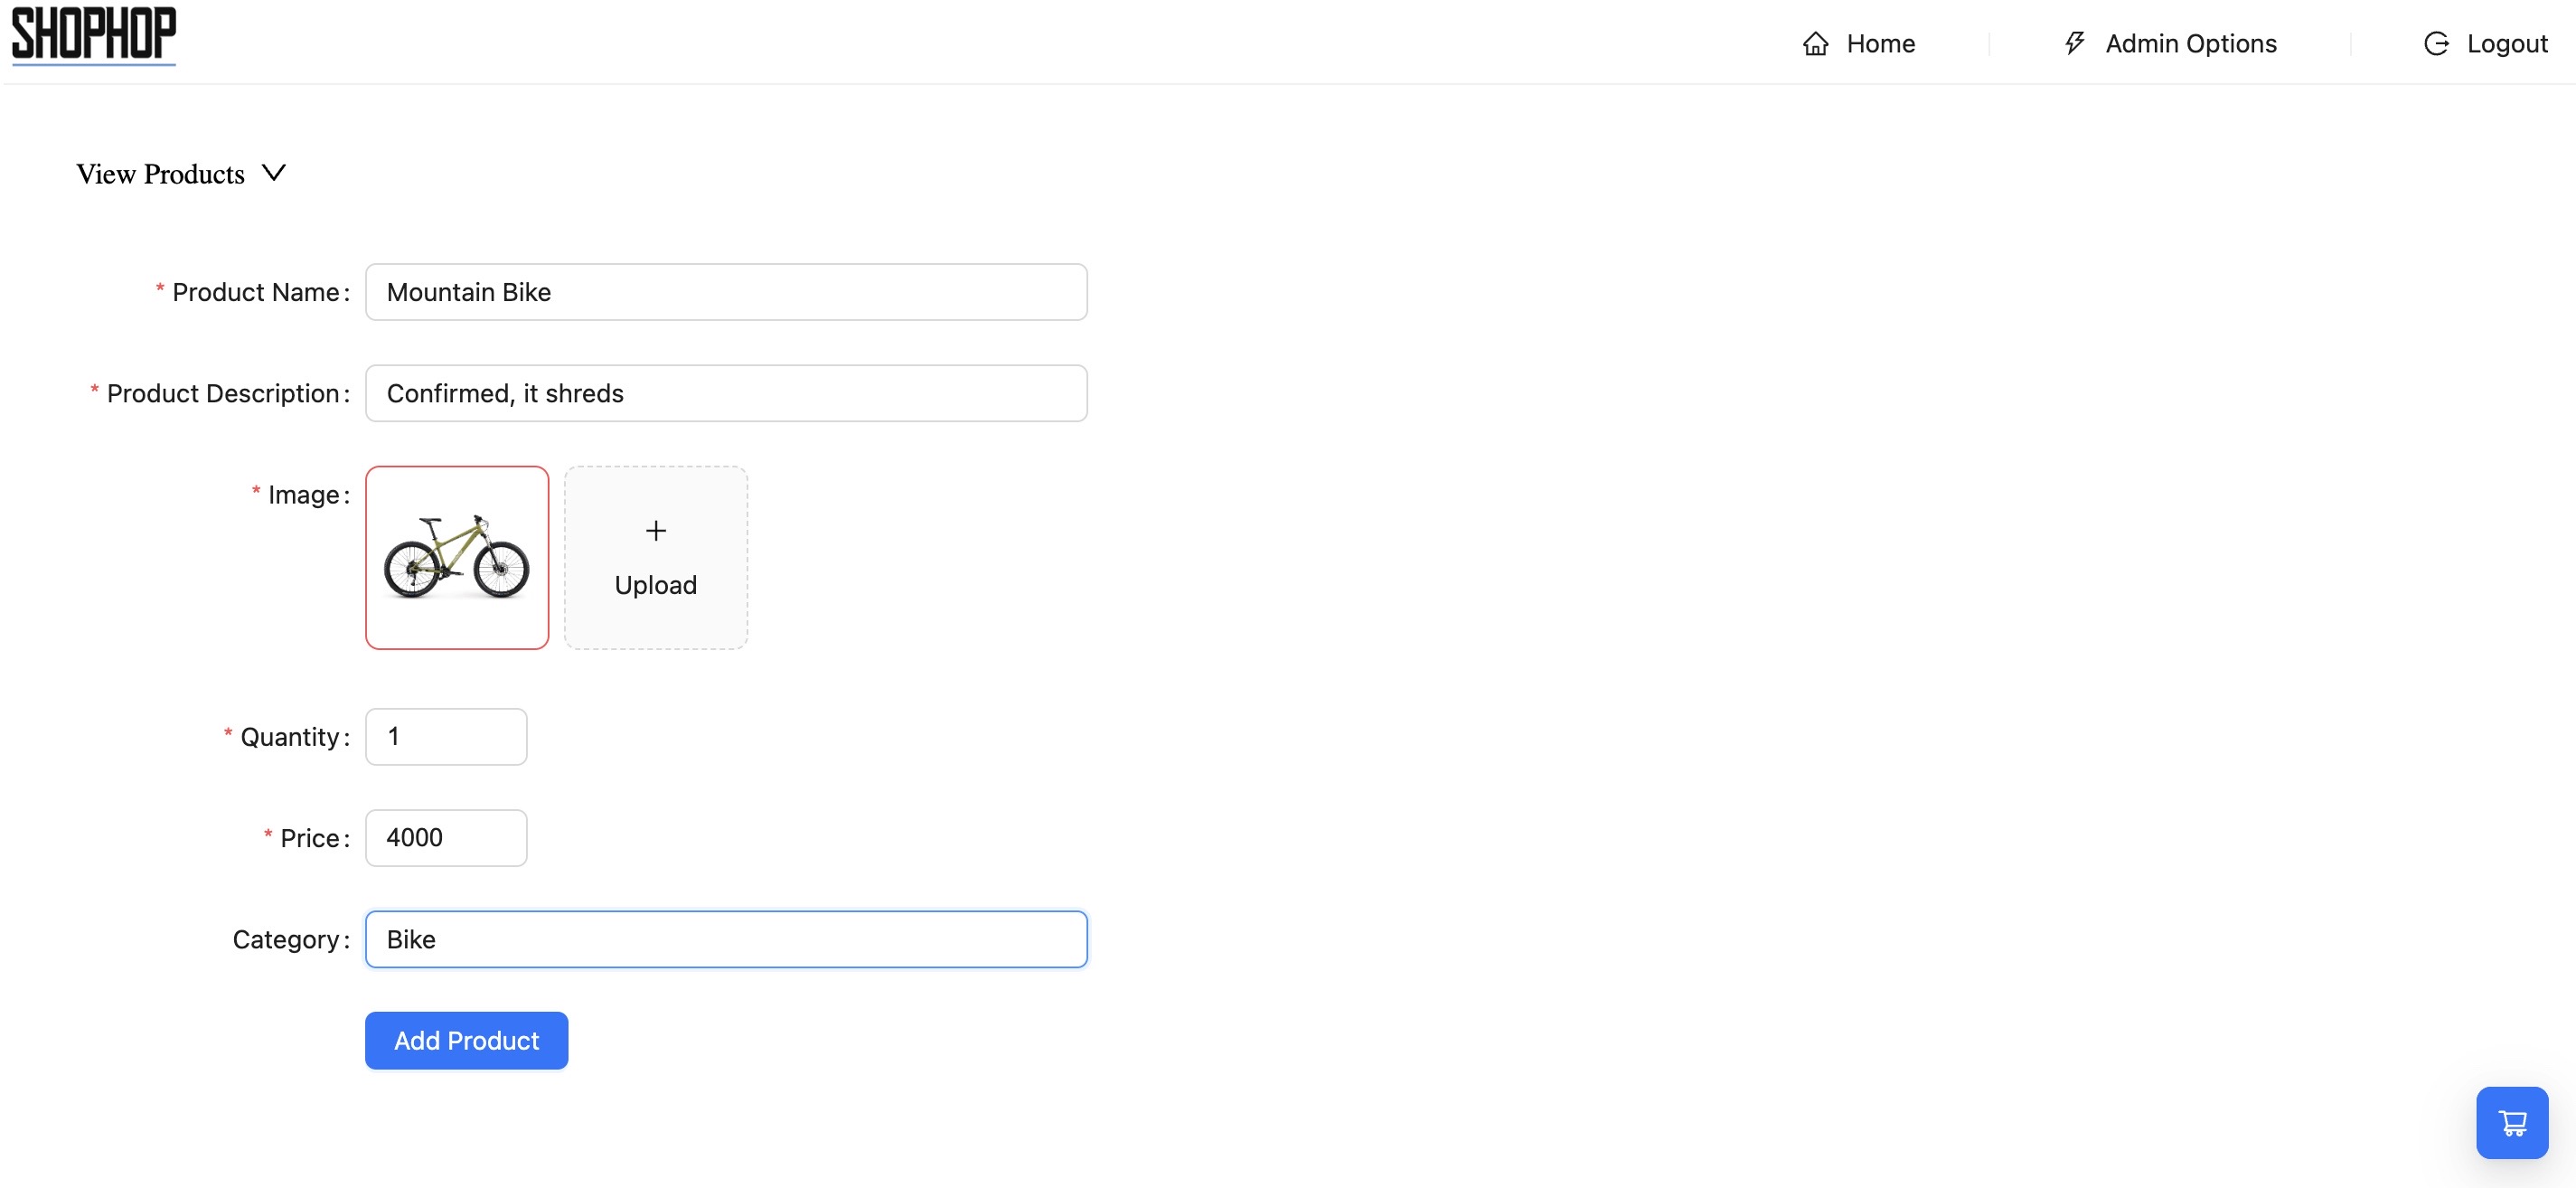 SHOPHOP
Home
Admin Options
Logout
View Products
* Product Name: Mountain Bike
* Product Description: Confirmed, it shreds
* Image:
+
Upload
* Quantity: 1
* Price: 4000
Category: Bike
Add Product